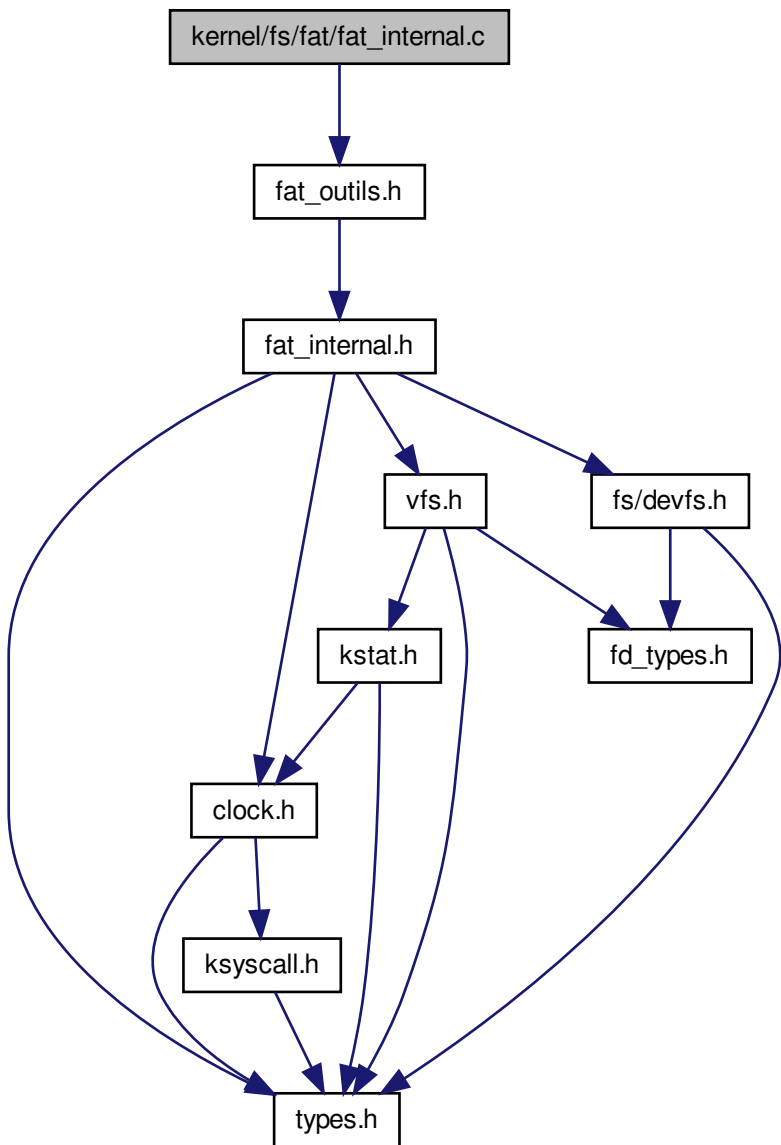 kernel/fs/fat/fat_internal.c
fat_outils.h
fat_internal.h
vfs.h
fs/devfs.h
kstat.h
fd_types.h
clock.h
ksyscall.h
types.h